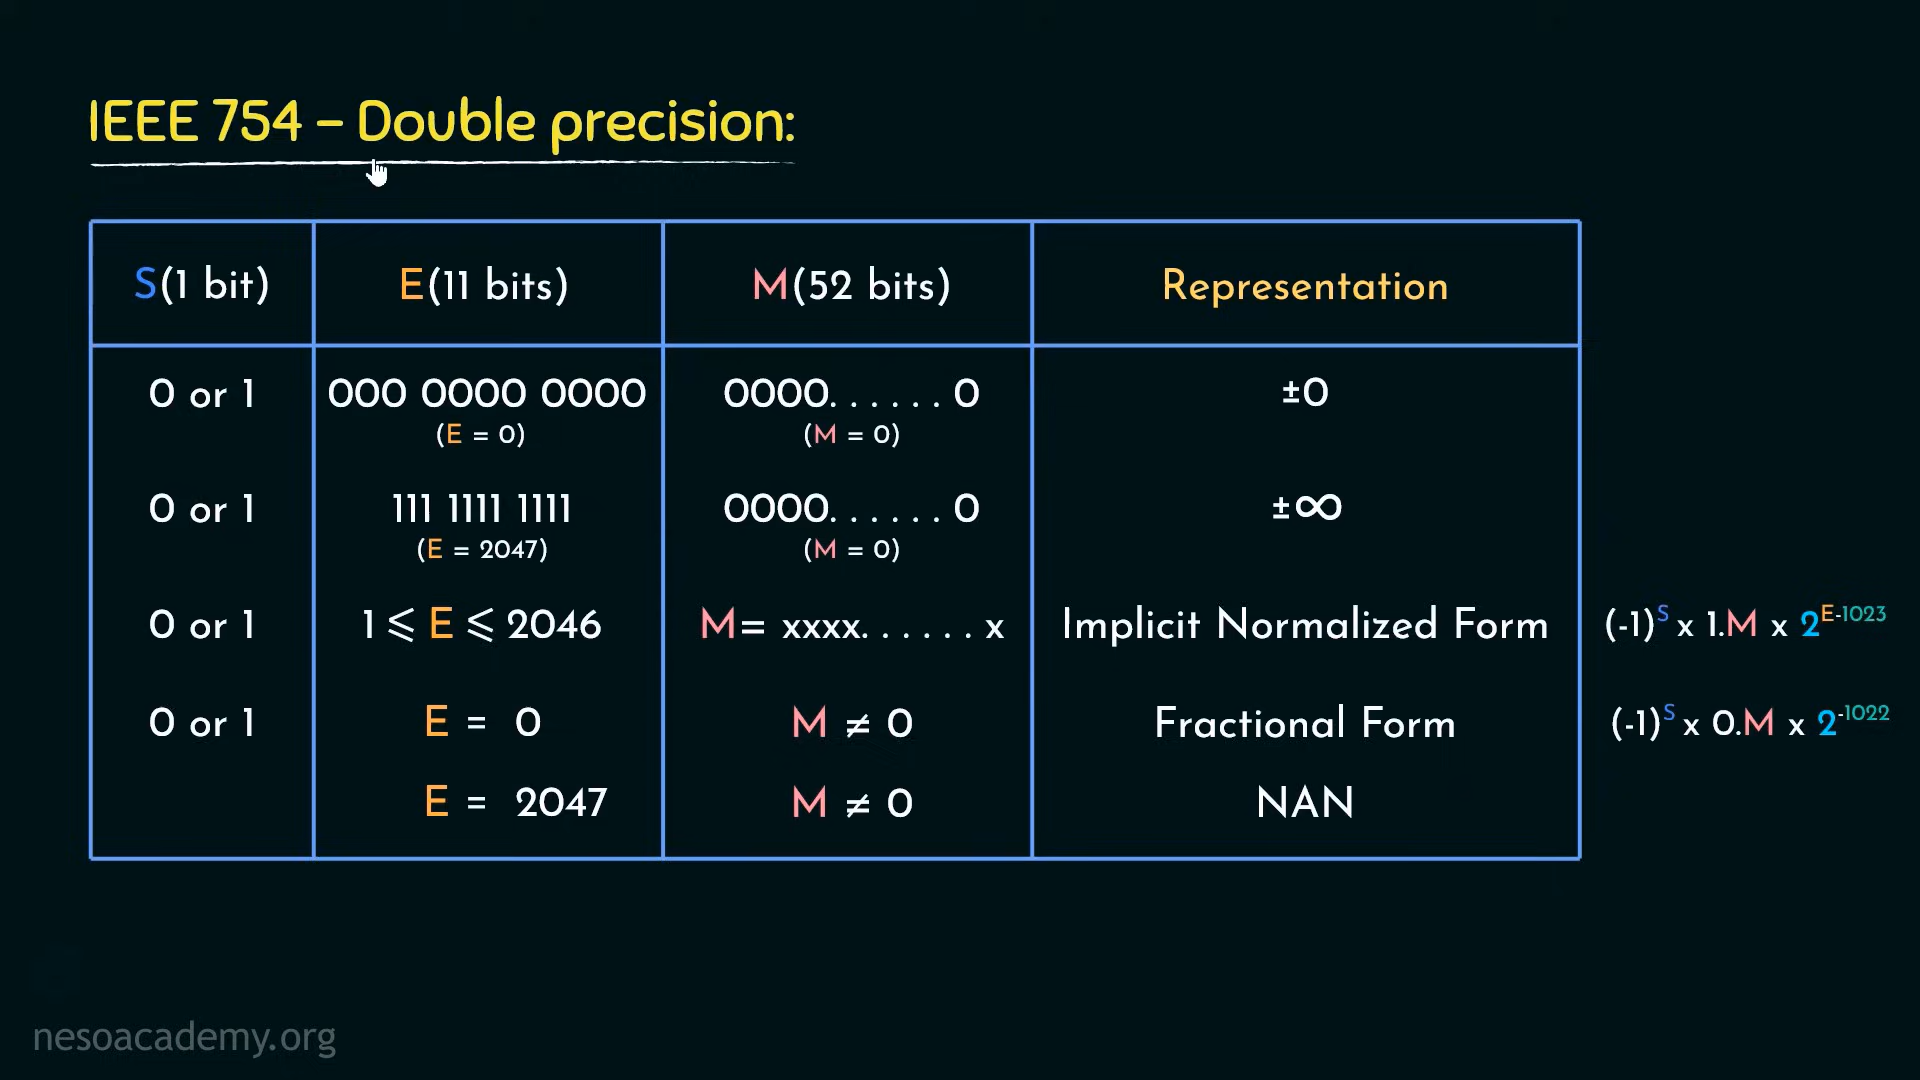 IEEE 754 – Double precision:
S(1 bit) E(11 bits) M(52 bits) Representation
0 or 1 000 0000 0000 0000. . . . . . 0 ±0
(E = 0) (M = 0)
0 or 1 111 1111 1111 0000. . . . . . 0 ±∞
(E = 2047) (M = 0)
0 or 1 1 ⩽ E ⩽ 2046 M= xxxx. . . . . . x Implicit Normalized Form (-1)^S x 1.M x 2^E-1023
0 or 1 E = 0 M ≠ 0 Fractional Form (-1)^S x 0.M x 2^-1022
E = 2047 M ≠ 0 NAN
nesoacademy.org